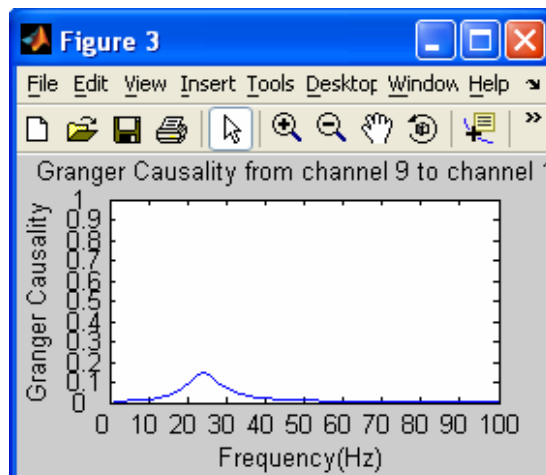 Figure 3
File Edit View Insert Tools Desktop Window Help
Granger Causality from channel 9 to channel
1
0.9
0.8
0.7
0.6
0.5
0.4
0.3
0.2
0.1
0
Granger Causality
0 10 20 30 40 50 60 70 80 90 100
Frequency(Hz)